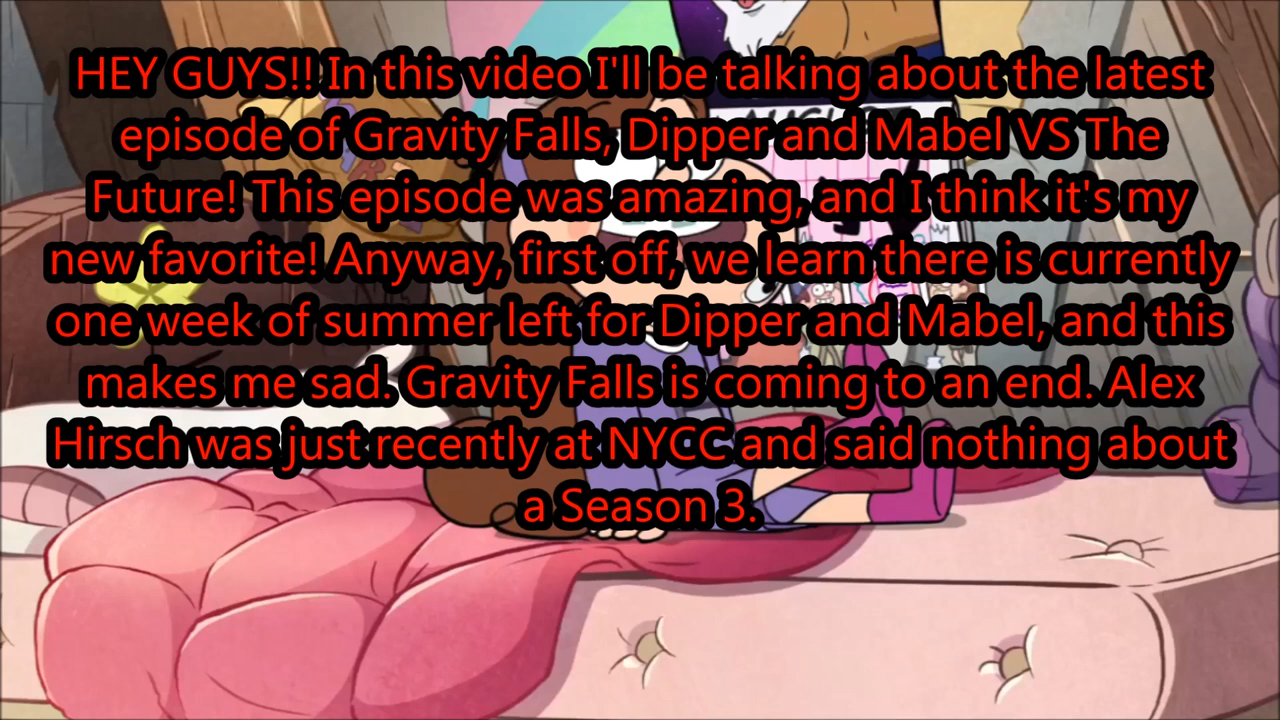 HEY GUYS!! In this video I'll be talking about the latest
episode of Gravity Falls, Dipper and Mabel VS The
Future! This episode was amazing, and I think it's my
new favorite! Anyway, first off, we learn there is currently
one week of summer left for Dipper and Mabel, and this
makes me sad. Gravity Falls is coming to an end. Alex
Hirsch was just recently at NYCC and said nothing about
a Season 3.